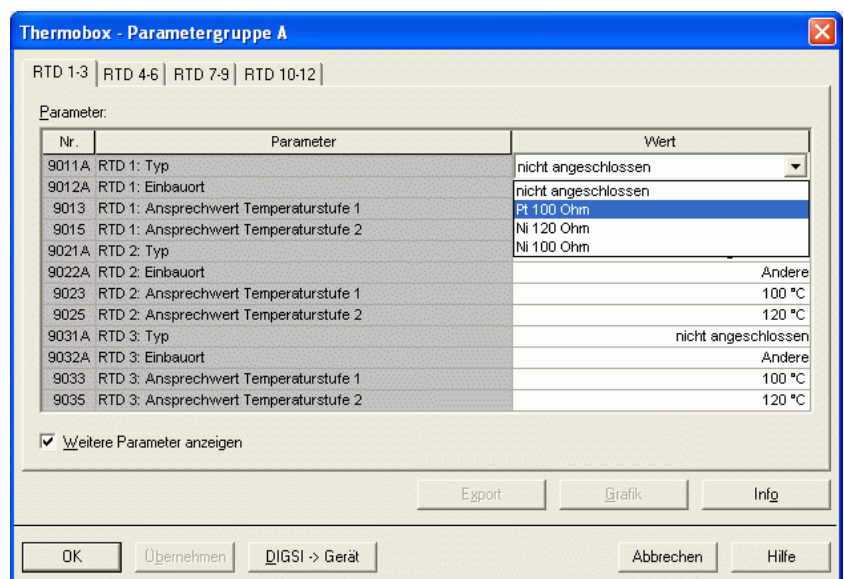 Thermobox - Parametergruppe A
RTD 1-3 RTD 4-6 RTD 7-9 RTD 10-12
Parameter:
Nr. Parameter Wert
9011A RTD 1: Typ nicht angeschlossen
9012A RTD 1: Einbauort nicht angeschlossen
9013 RTD 1: Ansprechwert Temperaturstufe 1 Pt 100 Ohm
9015 RTD 1: Ansprechwert Temperaturstufe 2 Ni 120 Ohm
9021A RTD 2: Typ Ni 100 Ohm
9022A RTD 2: Einbauort Andere
9023 RTD 2: Ansprechwert Temperaturstufe 1 100 °C
9025 RTD 2: Ansprechwert Temperaturstufe 2 120 °C
9031A RTD 3: Typ nicht angeschlossen
9032A RTD 3: Einbauort Andere
9033 RTD 3: Ansprechwert Temperaturstufe 1 100 °C
9035 RTD 3: Ansprechwert Temperaturstufe 2 120 °C
Weitere Parameter anzeigen
Export Grafik Info
OK Übernehmen DIGSI -> Gerät Abbrechen Hilfe